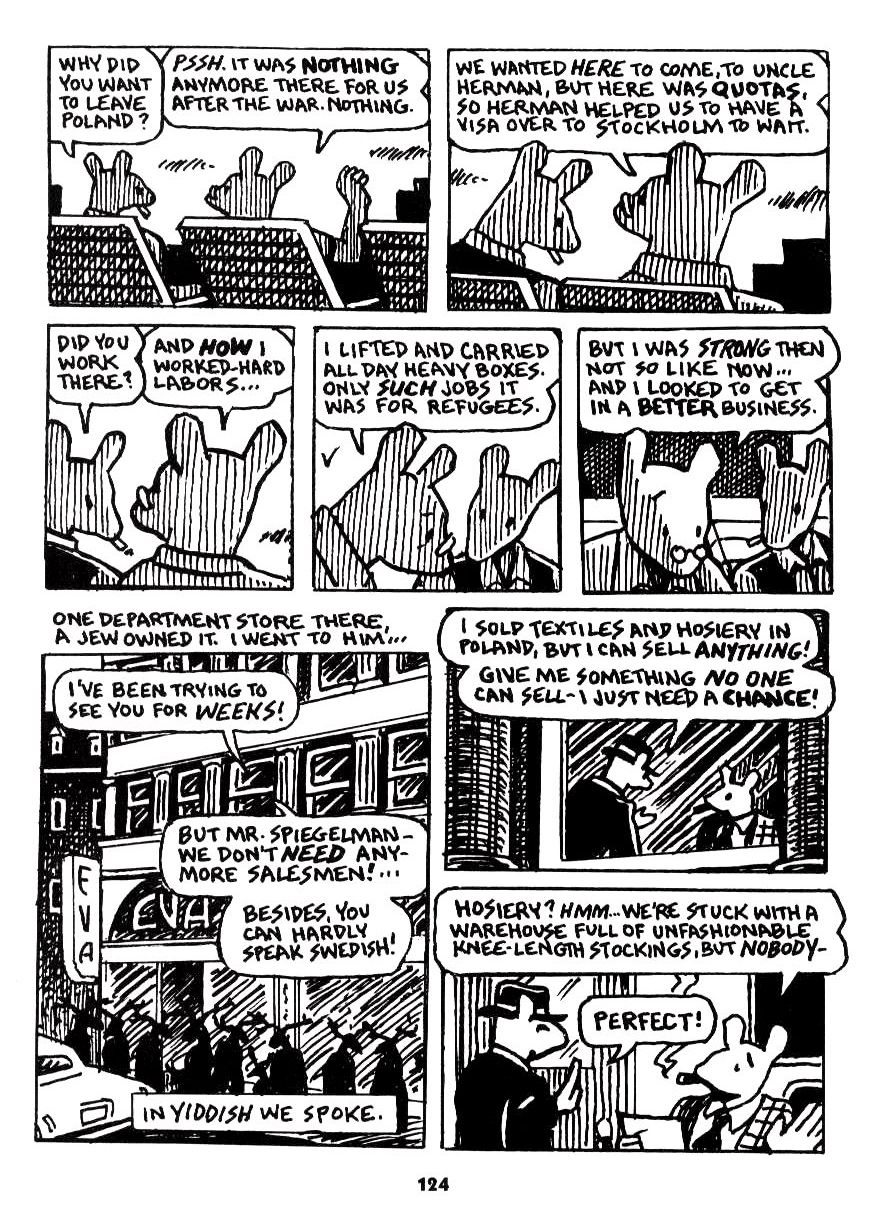 WHY DID
YOU WANT
TO LEAVE
POLAND?
PSSH. IT WAS NOTHING
ANYMORE THERE FOR US
AFTER THE WAR. NOTHING.
WE WANTED HERE TO COME, TO UNCLE
HERMAN, BUT HERE WAS QUOTAS,
SO HERMAN HELPED US TO HAVE A
VISA OVER TO STOCKHOLM TO WAIT.
DID YOU
WORK
THERE?
AND HOW I
WORKED-HARD
LABORS...
I LIFTED AND CARRIED
ALL DAY HEAVY BOXES.
ONLY SUCH JOBS IT
WAS FOR REFUGEES.
BUT I WAS STRONG THEN
NOT SO LIKE NOW...
AND I LOOKED TO GET
IN A BETTER BUSINESS.
ONE DEPARTMENT STORE THERE,
A JEW OWNED IT. I WENT TO HIM...
I'VE BEEN TRYING TO
SEE YOU FOR WEEKS!
BUT MR. SPIEGELMAN-
WE DON'T NEED ANY-
MORE SALESMEN!...
BESIDES, YOU
CAN HARDLY
SPEAK SWEDISH!
EVA
EVA
IN YIDDISH WE SPOKE.
I SOLD TEXTILES AND HOSIERY IN
POLAND, BUT I CAN SELL ANYTHING!
GIVE ME SOMETHING NO ONE
CAN SELL-I JUST NEED A CHANCE!
HOSIERY? HMM...WE'RE STUCK WITH A
WAREHOUSE FULL OF UNFASHIONABLE
KNEE-LENGTH STOCKINGS, BUT NOBODY-
PERFECT!
124